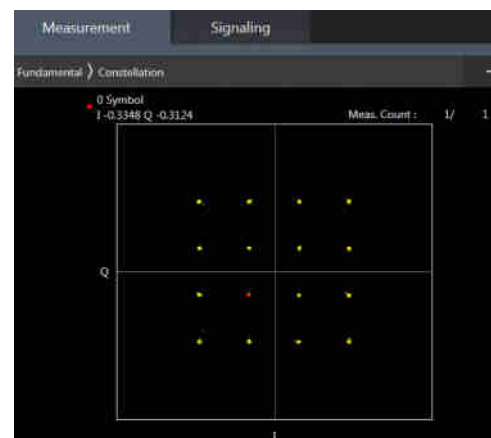 Measurement Signaling
Fundamental 〉 Constellation
0 Symbol
I -0.3348 Q -0.3124 Meas. Count : 1/ 1
Q
I